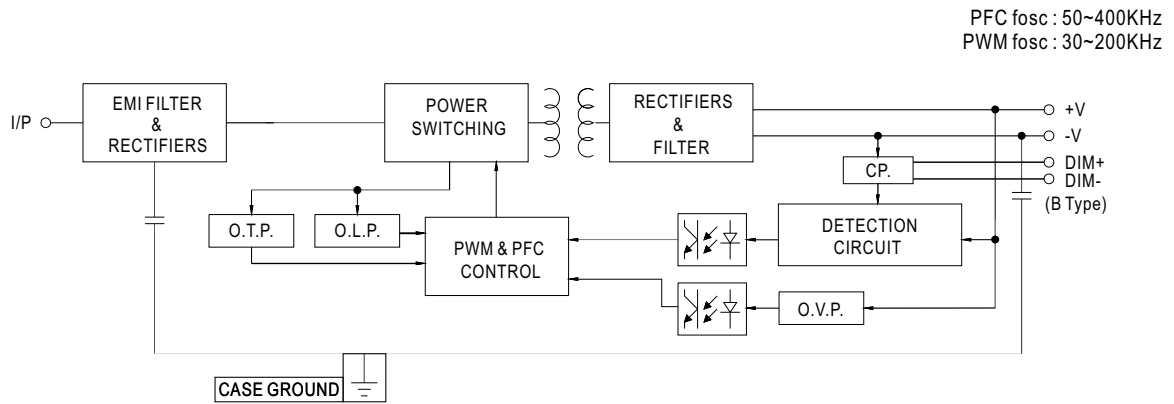 PFC fosc : 50~400KHz
PWM fosc : 30~200KHz
I/P
EMI FILTER
&
RECTIFIERS
POWER
SWITCHING
RECTIFIERS
&
FILTER
+V
-V
DIM+
DIM-
(B Type)
CP.
O.T.P.
O.L.P.
PWM & PFC
CONTROL
DETECTION
CIRCUIT
O.V.P.
CASE GROUND